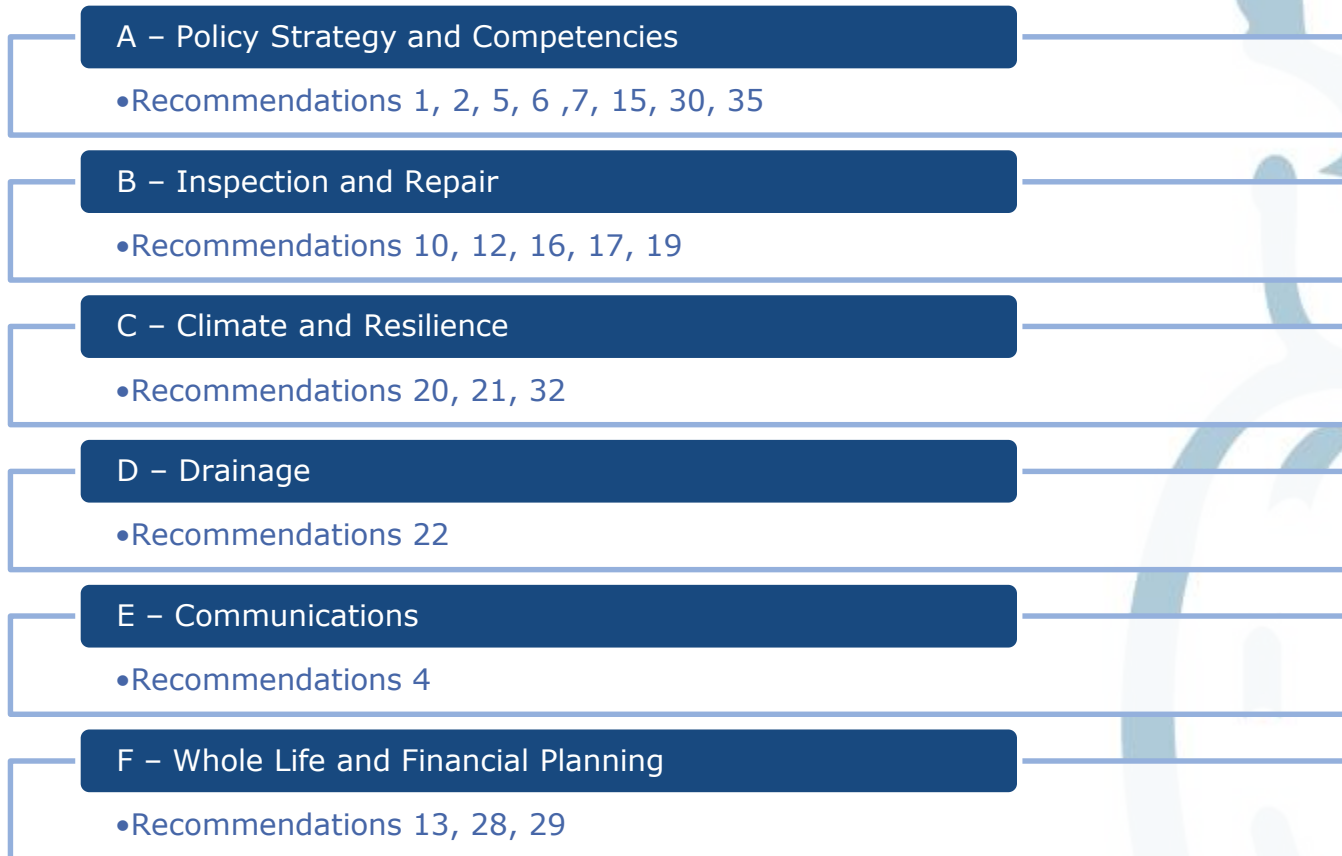 A – Policy Strategy and Competencies
•Recommendations 1, 2, 5, 6 ,7, 15, 30, 35
B – Inspection and Repair
•Recommendations 10, 12, 16, 17, 19
C – Climate and Resilience
•Recommendations 20, 21, 32
D – Drainage
•Recommendations 22
E – Communications
•Recommendations 4
F – Whole Life and Financial Planning
•Recommendations 13, 28, 29